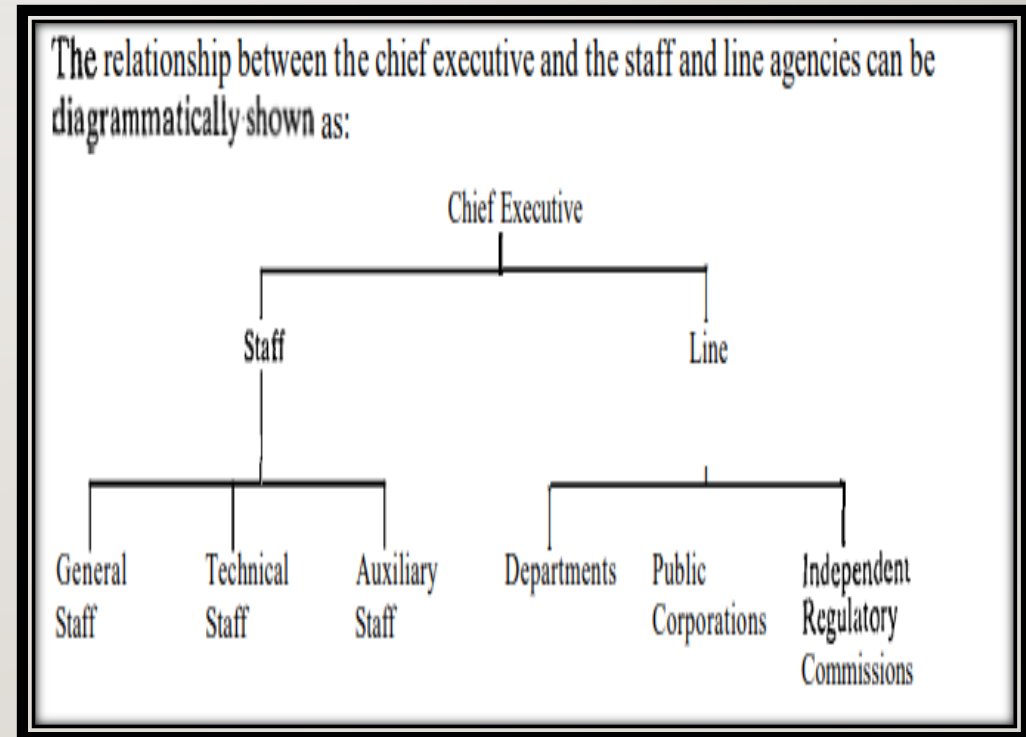 The relationship between the chief executive and the staff and line agencies can be
diagrammatically shown as:
Chief Executive
Staff
Line
General
Staff
Technical
Staff
Auxiliary
Staff
Departments
Public
Corporations
Independent
Regulatory
Commissions